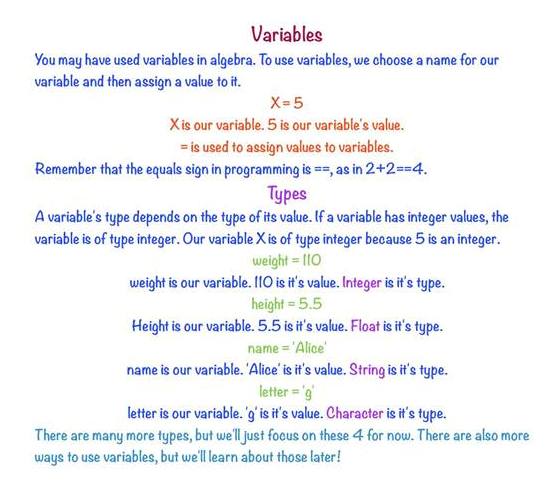 Variables
You may have used variables in algebra. To use variables, we choose a name for our
variable and then assign a value to it.
X = 5
X is our variable. 5 is our variable's value.
= is used to assign values to variables.
Remember that the equals sign in programming is ==, as in 2+2==4.
Types
A variable's type depends on the type of its value. If a variable has integer values, the
variable is of type integer. Our variable X is of type integer because 5 is an integer.
weight = 110
weight is our variable. 110 is it's value. Integer is it's type.
height = 5.5
Height is our variable. 5.5 is it's value. Float is it's type.
name = 'Alice'
name is our variable. 'Alice' is it's value. String is it's type.
letter = 'g'
letter is our variable. 'g' is it's value. Character is it's type.
There are many more types, but we'll just focus on these 4 for now. There are also more
ways to use variables, but we'll learn about those later!